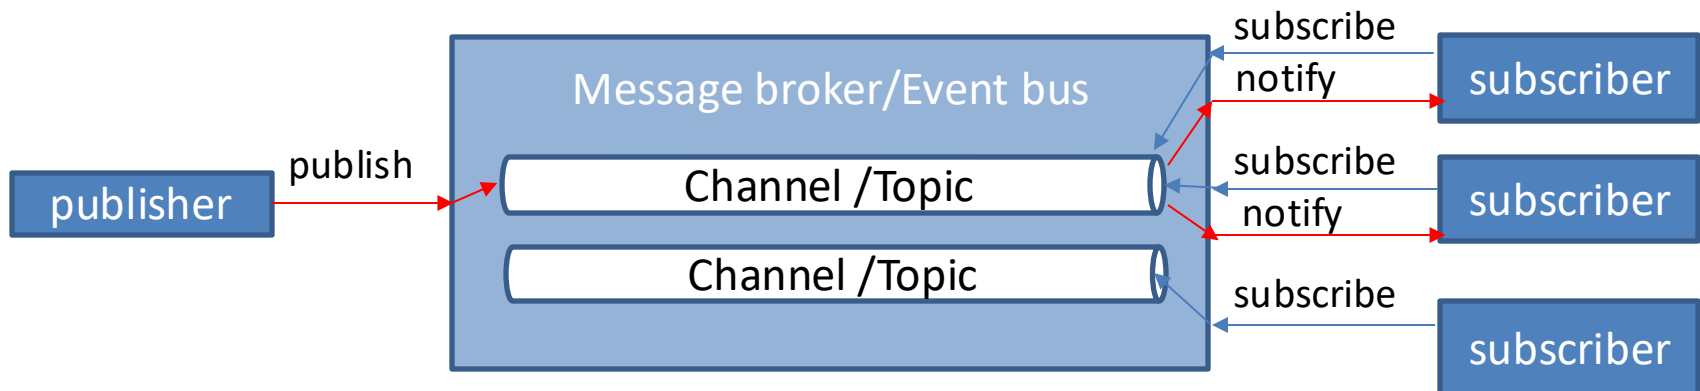 subscribe
Message broker/Event bus
notify
subscriber
publish
publisher
Channel /Topic
subscribe
notify
subscriber
Channel /Topic
subscribe
subscriber